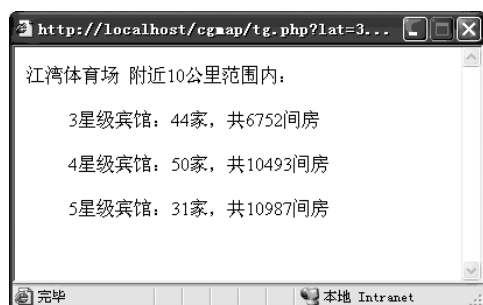 http://localhost/cgmap/tg.php?lat=3...
江湾体育场 附近10公里范围内：
3星级宾馆：44家，共6752间房
4星级宾馆：50家，共10493间房
5星级宾馆：31家，共10987间房
完毕
本地 Intranet